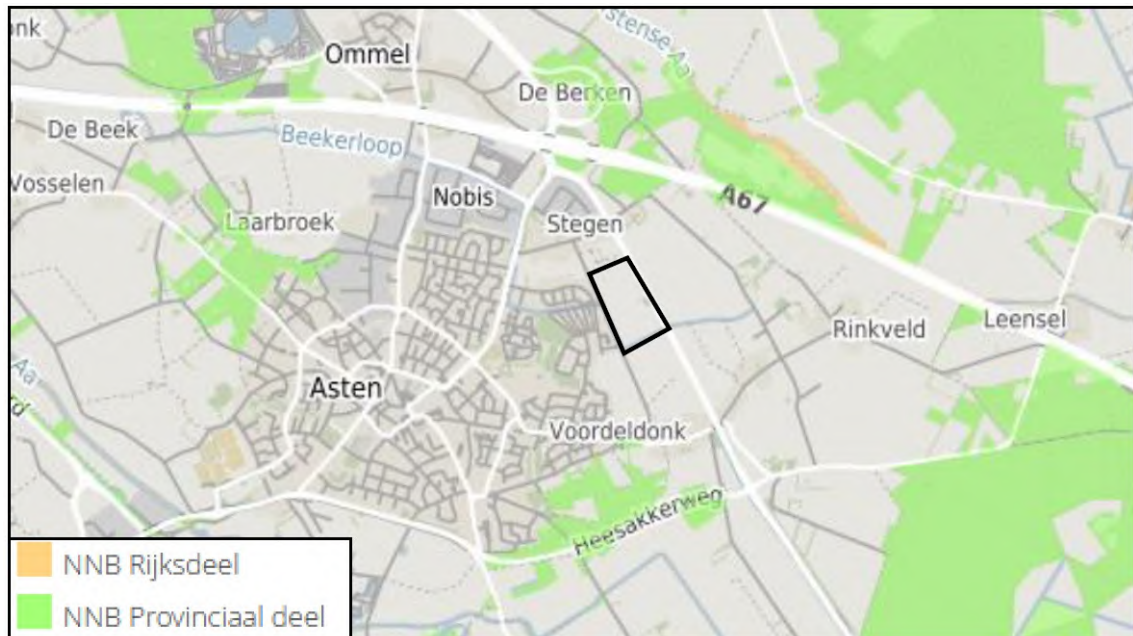 Ommel
De Berken
De Beek
Beekerloop
Vosselen
Nobis
A67
Laarbroek
Stegen
Rinkveld
Leensel
Asten
Aa
Voordeldonk
Heesakkerweg
NNB Rijksdeel
NNB Provinciaal deel